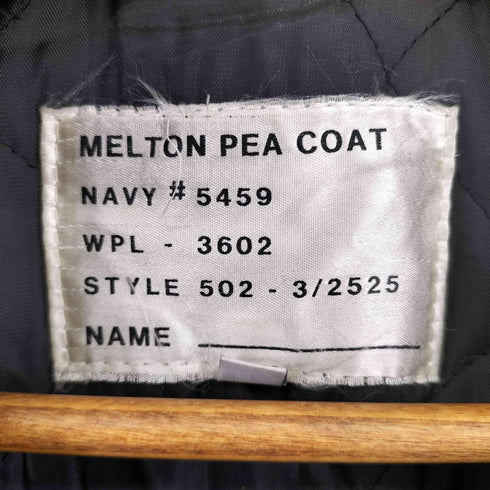 MELTON PEA COAT
NAVY # 5459
WPL - 3602
STYLE 502 - 3/2525
NAME